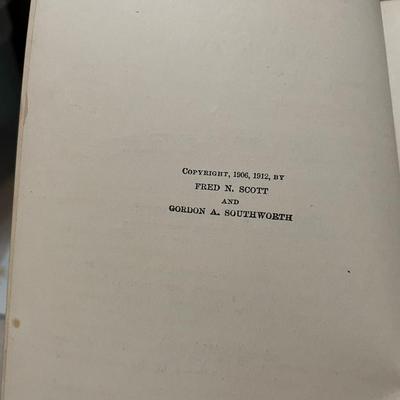 Copyright, 1906, 1912, by
FRED N. SCOTT
AND
GORDON A. SOUTHWORTH